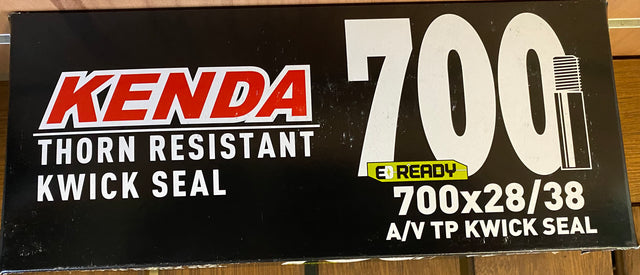 KENDA
THORN RESISTANT
KWICK SEAL
700
E READY
700x28/38
A/V TP KWICK SEAL